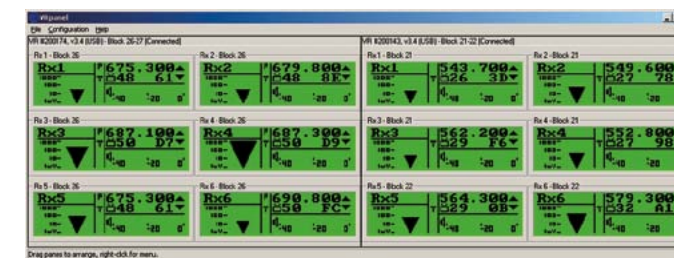 VRpanel
File Configuration Help
VR #200174, v3.4 (USB) - Block 26-27 [Connected]
VR #200143, v3.4 (USB) - Block 21-22 [Connected]
Rx 1 - Block 26
Rx 2 - Block 26
Rx 1 - Block 21
Rx 2 - Block 21
Rx1 675.300
48 61
-40 -20 0
Rx2 679.800
48 8E
-40 -20 0
Rx1 543.700
26 3D
-40 -20 0
Rx2 549.600
27 78
-40 -20 0
Rx 3 - Block 26
Rx 4 - Block 26
Rx 3 - Block 21
Rx 4 - Block 21
Rx3 687.100
50 D7
-40 -20 0
Rx4 687.300
50 D9
-40 -20 0
Rx3 562.200
29 F6
-40 -20 0
Rx4 552.800
27 98
-40 -20 0
Rx 5 - Block 26
Rx 6 - Block 26
Rx 5 - Block 22
Rx 6 - Block 22
Rx5 675.300
48 61
-40 -20 0
Rx6 690.800
50 FC
-40 -20 0
Rx5 564.300
29 0B
-40 -20 0
Rx6 579.300
32 A1
-40 -20 0
Drag panes to arrange, right-click for menu.